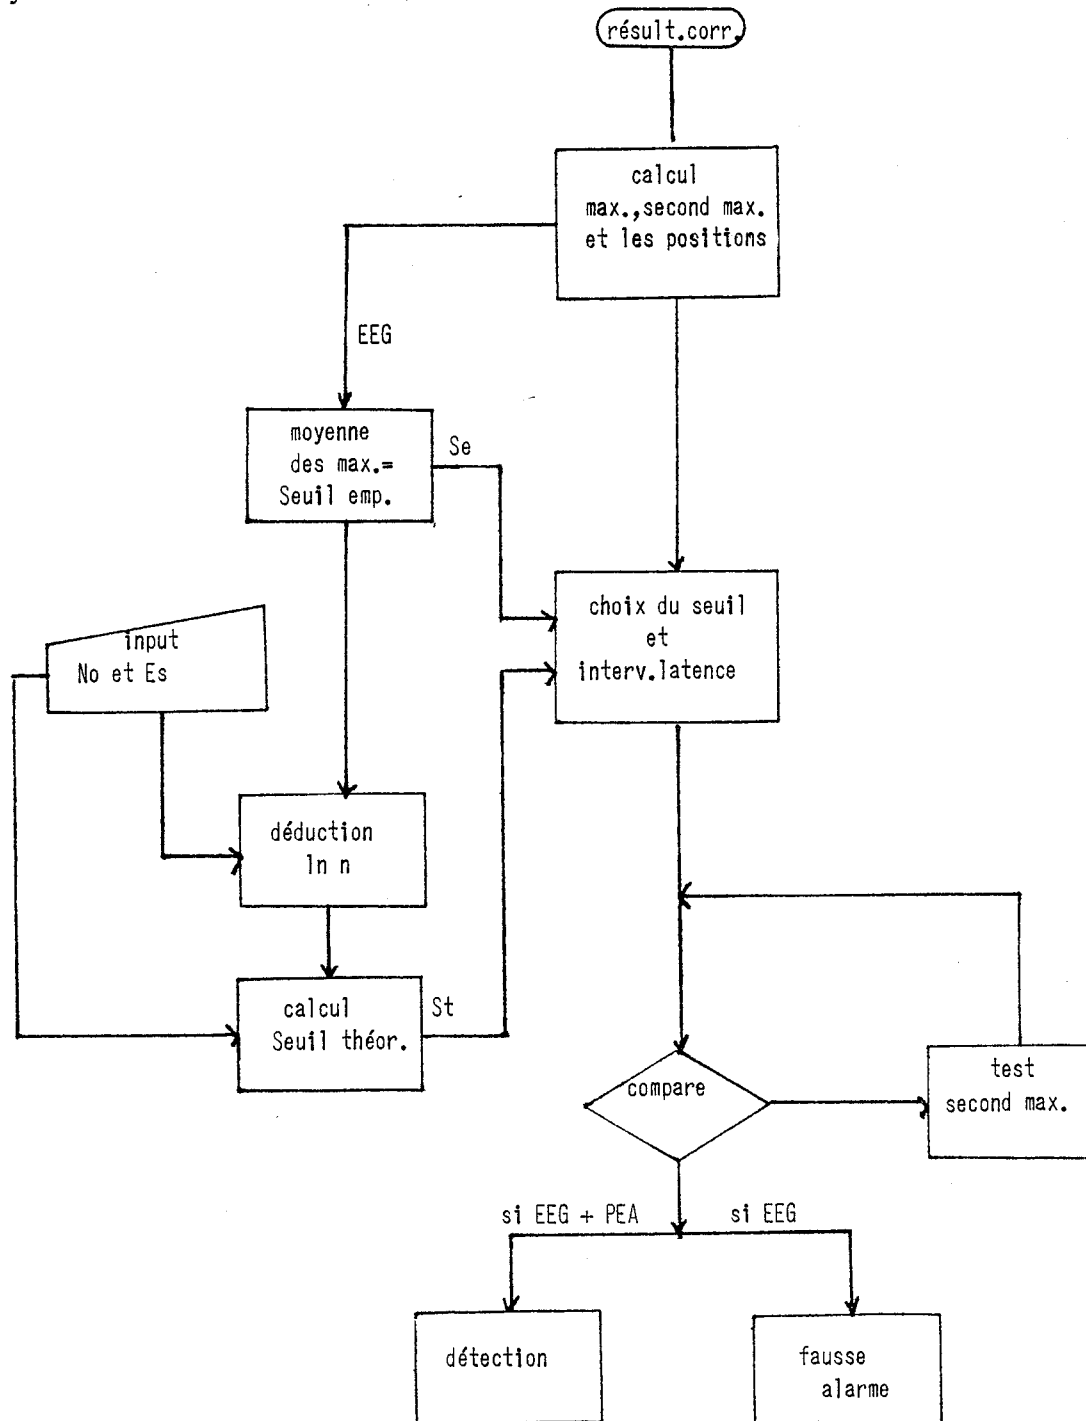 résult.corr.
calcul
max.,second max.
et les positions
EEG
moyenne
des max.=
Seuil emp.
Se
choix du seuil
et
interv.latence
input
No et Es
déduction
ln n
calcul
Seuil théor.
St
compare
test
second max.
si EEG + PEA
si EEG
détection
fausse
alarme